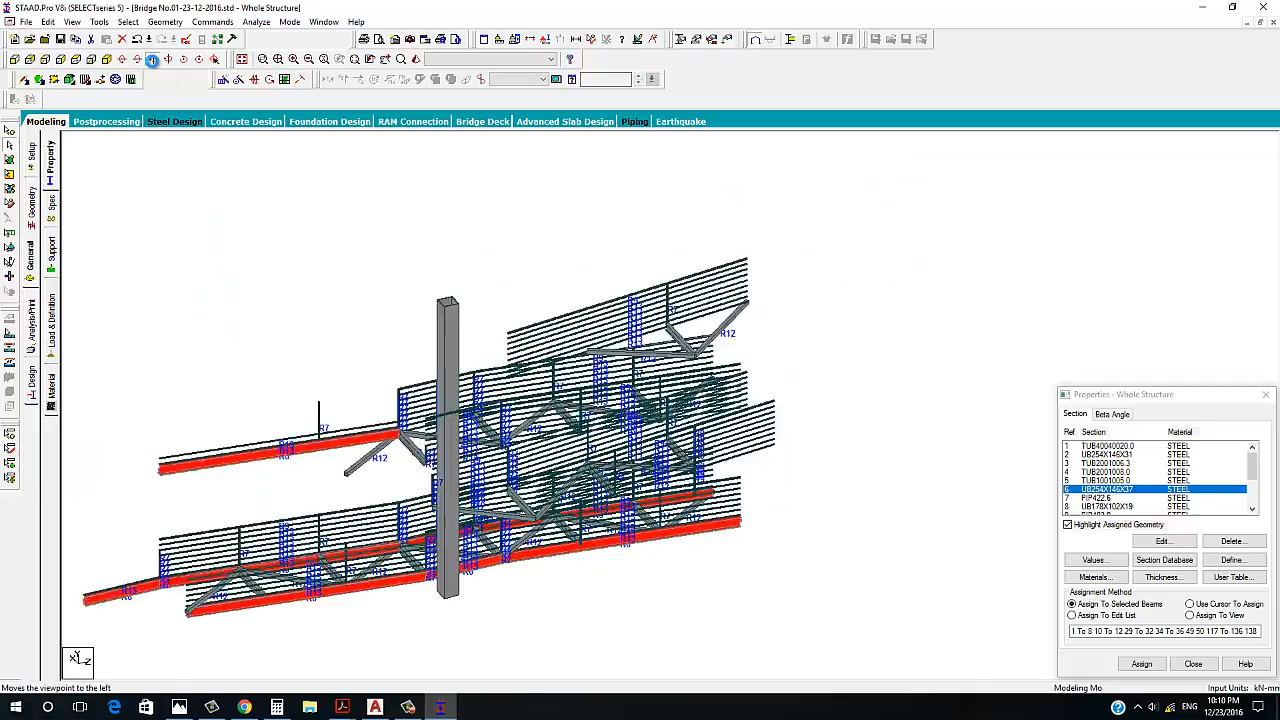 STAAD.Pro V8i (SELECTseries 5) - [Bridge No.01-23-12-2016.std - Whole Structure]
File Edit View Tools Select Geometry Commands Analyze Mode Window Help
Modeling Postprocessing Steel Design Concrete Design Foundation Design RAM Connection Bridge Deck Advanced Slab Design Piping Earthquake
Setup
Geometry
General
Analysis/Print
Design
Property
Spec
Support
Load & Definition
Material
R12
R7
R7
R12
R7
R12
R6
R12
Properties - Whole Structure
Section Beta Angle
Ref Section Material
1 TUB40040020.0 STEEL
2 UB254X146X31 STEEL
3 TUB2001006.3 STEEL
4 TUB2001008.0 STEEL
5 TUB1001005.0 STEEL
6 UB254X146X37 STEEL
7 PIP422.6 STEEL
8 UB178X102X19 STEEL
Highlight Assigned Geometry
Edit... Delete...
Values... Section Database Define...
Materials... Thickness... User Table...
Assignment Method
Assign To Selected Beams Use Cursor To Assign
Assign To Edit List Assign To View
1 To 8 10 To 12 29 To 32 34 To 36 49 50 117 To 136 138
Assign Close Help
Moves the viewpoint to the left Modeling Mo Input Units: kN-m
ENG 10:10 PM
12/23/2016